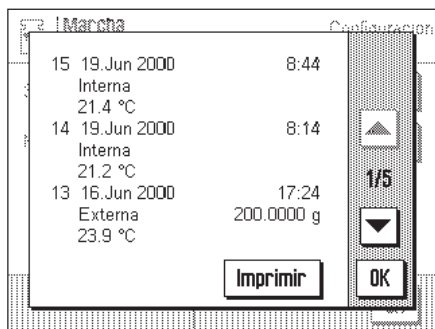 Marcha Configuracion
15 19.Jun 2000 8:44
Interna
21.4 °C
14 19.Jun 2000 8:14
Interna
21.2 °C
1/5
13 16.Jun 2000 17:24
Externa 200.0000 g
23.9 °C
Imprimir OK